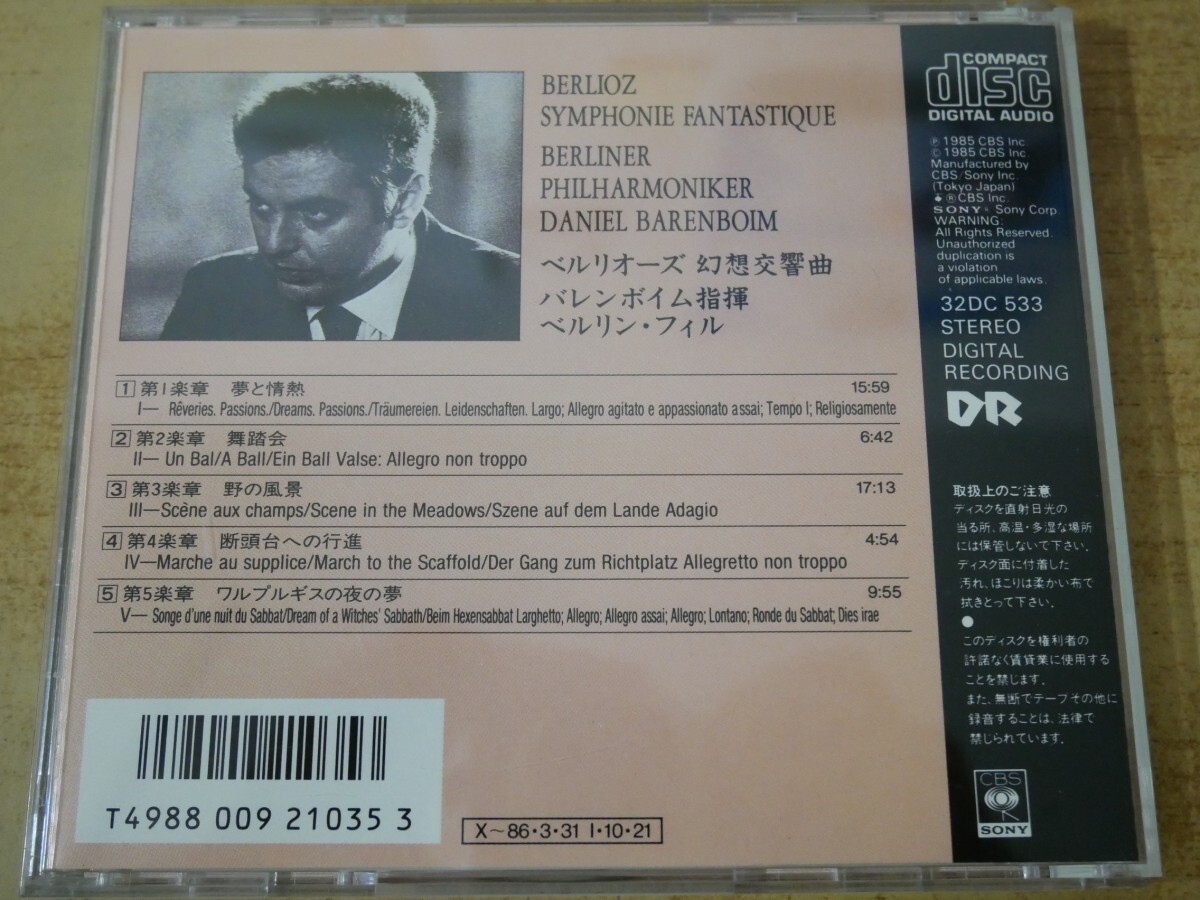 BERLIOZ
SYMPHONIE FANTASTIQUE
BERLINER
PHILHARMONIKER
DANIEL BARENBOIM
ベルリオーズ 幻想交響曲
バレンボイム指揮
ベルリン・フィル
1 第1楽章 夢と情熱 15:59
I— Rêveries. Passions./Dreams. Passions./Träumereien. Leidenschaften. Largo; Allegro agitato e appassionato assai; Tempo I; Religiosamente
2 第2楽章 舞踏会 6:42
II— Un Bal/A Ball/Ein Ball Valse: Allegro non troppo
3 第3楽章 野の風景 17:13
III—Scène aux champs/Scene in the Meadows/Szene auf dem Lande Adagio
4 第4楽章 断頭台への行進 4:54
IV—Marche au supplice/March to the Scaffold/Der Gang zum Richtplatz Allegretto non troppo
5 第5楽章 ワルプルギスの夜の夢 9:55
V— Songe d'une nuit du Sabbat/Dream of a Witches' Sabbath/Beim Hexensabbat Larghetto; Allegro; Allegro assai; Allegro; Lontano; Ronde du Sabbat; Dies irae
T4988 009 21035 3
X～86・3・31 I・10・21
COMPACT
disc
DIGITAL AUDIO
℗ 1985 CBS Inc.
© 1985 CBS Inc.
Manufactured by
CBS/Sony Inc.
(Tokyo Japan)
® CBS Inc.
SONY® Sony Corp.
WARNING:
All Rights Reserved.
Unauthorized
duplication is
a violation
of applicable laws.
32DC 533
STEREO
DIGITAL
RECORDING
DR
取扱上のご注意
ディスクを直射日光の
当る所、高温・多湿な場所
には保管しないで下さい。
ディスク面に付着した
汚れ、ほこりは柔かい布で
拭きとって下さい。
●
このディスクを権利者の
許諾なく賃貸業に使用する
ことを禁じます。
また、無断でテープその他に
録音することは、法律で
禁じられています。
CBS
SONY